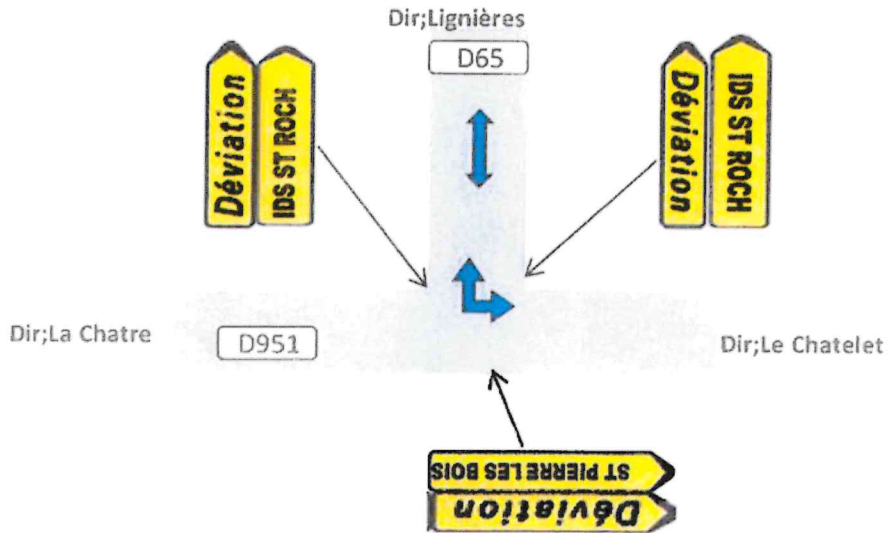 Dir;Lignières
D65
Déviation
IDS ST ROCH
IDS ST ROCH
Déviation
Dir;La Chatre
D951
Dir;Le Chatelet
ST PIERRE LES BOIS
Déviation